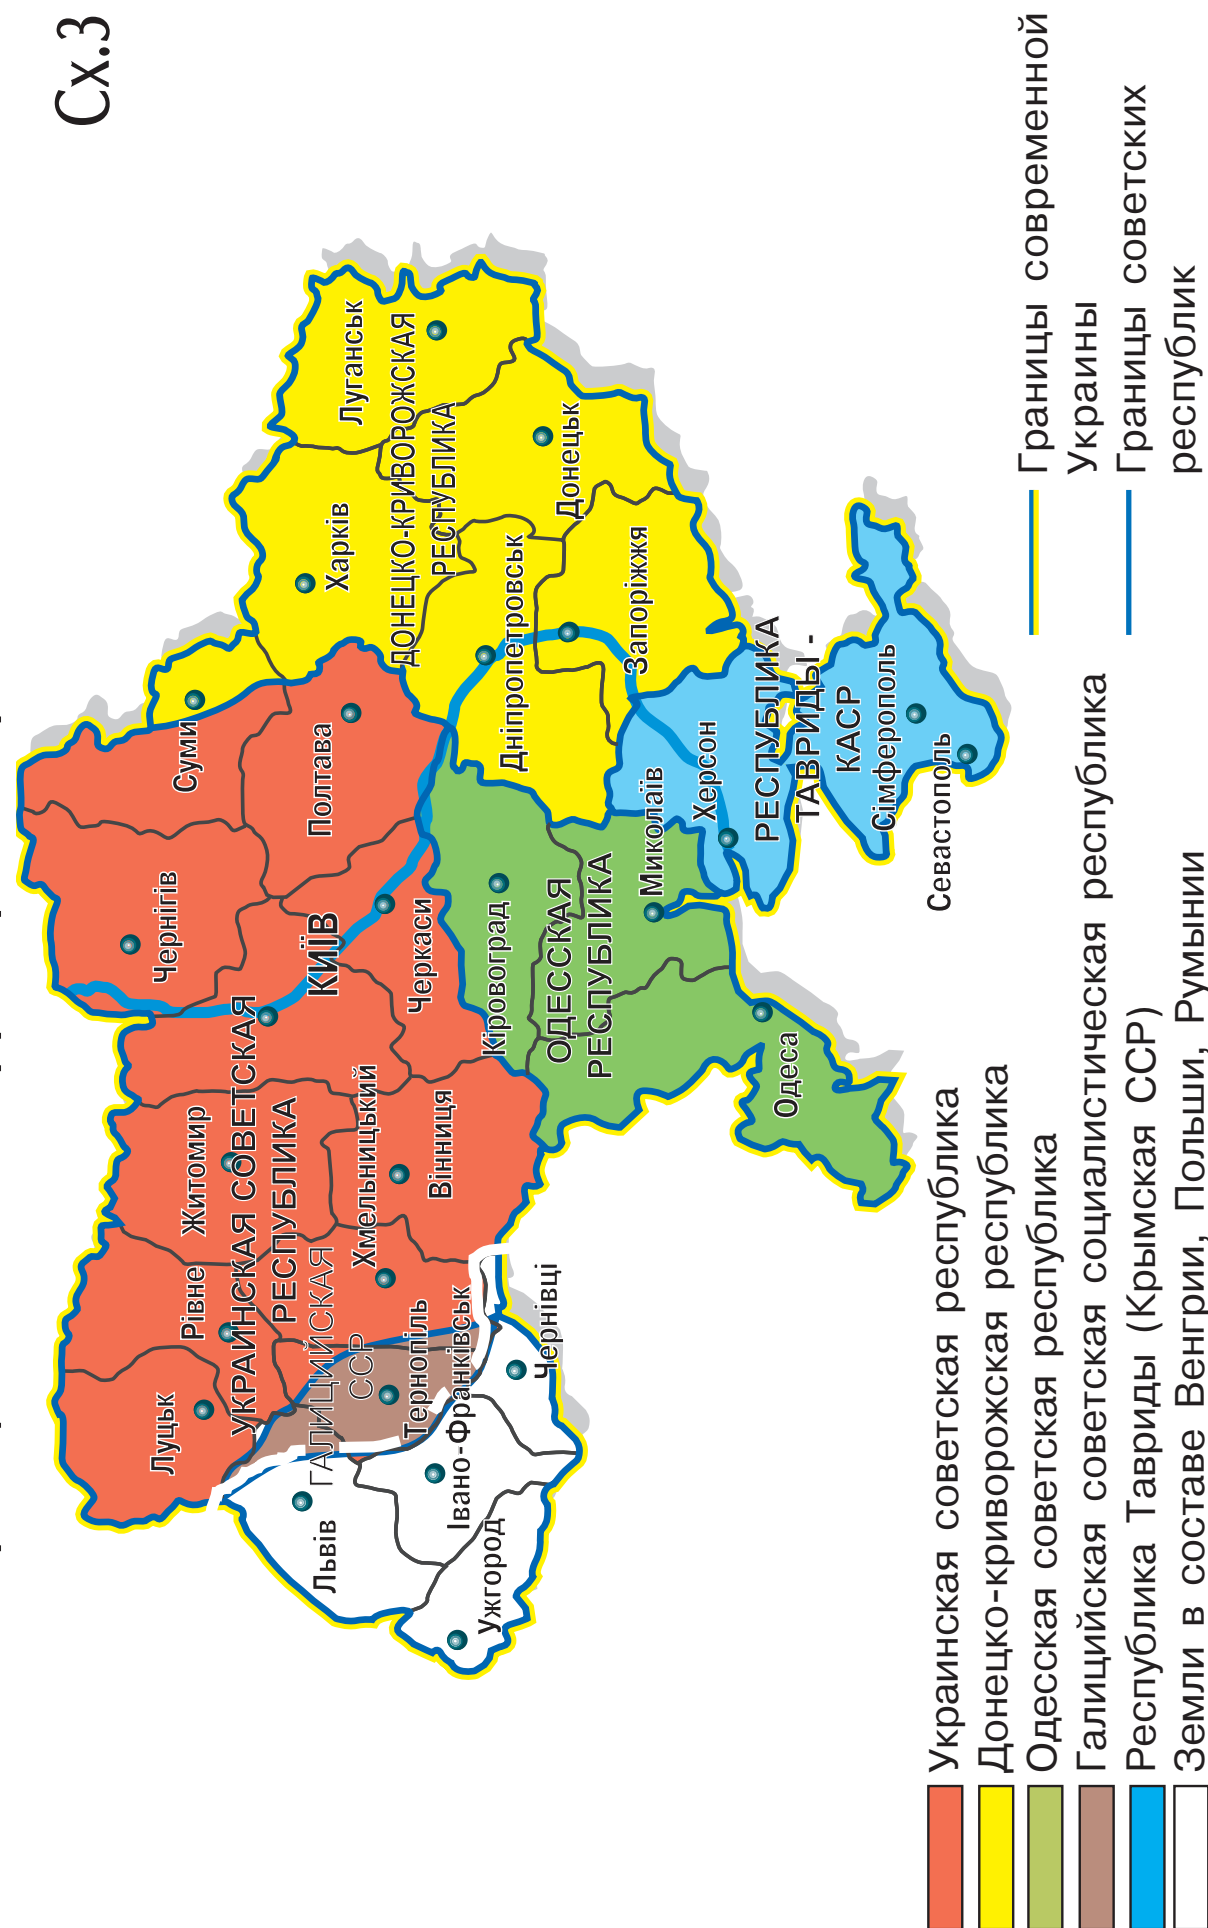 Сх.3
Луцьк
Рівне
Житомир
Чернігів
Суми
УКРАИНСКАЯ СОВЕТСКАЯ
РЕСПУБЛИКА
КИЇВ
Полтава
Харків
Луганськ
ДОНЕЦКО-КРИВОРОЖСКАЯ
РЕСПУБЛИКА
Львів
ГАЛИЦИЙСКАЯ
ССР
Тернопіль
Хмельницький
Вінниця
Черкаси
Івано-Франківськ
Ужгород
Чернівці
Кіровоград
Дніпропетровськ
Донецьк
ОДЕССКАЯ
РЕСПУБЛИКА
Миколаїв
Запоріжжя
Херсон
Одеса
РЕСПУБЛИКА
ТАВРИДЫ -
КАСР
Сімферополь
Севастополь
Украинская советская республика
Донецко-криворожская республика
Одесская советская республика
Галицийская советская социалистическая республика
Республика Тавриды (Крымская ССР)
Земли в составе Венгрии, Польши, Румынии
Границы современной
Украины
Границы советских
республик